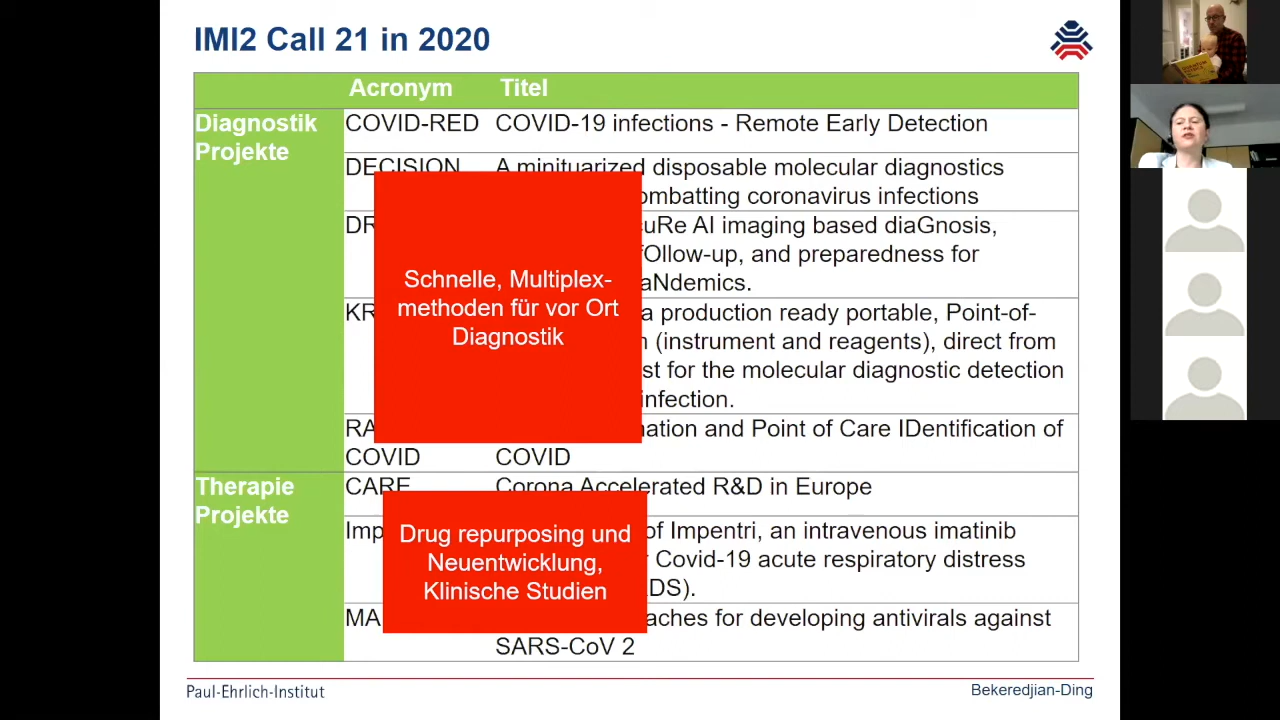 IMI2 Call 21 in 2020
Acronym Titel
Diagnostik
Projekte
COVID-RED COVID-19 infections - Remote Early Detection
DECISION A minituarized disposable molecular diagnostics
ombatting coronavirus infections
DR uRe AI imaging based diaGnosis,
Ollow-up, and preparedness for
aNdemics.
KR a production ready portable, Point-of-
(instrument and reagents), direct from
st for the molecular diagnostic detection
infection.
RA ation and Point of Care IDentification of
COVID COVID
Schnelle, Multiplex-
methoden für vor Ort
Diagnostik
Therapie
Projekte
CARE Corona Accelerated R&D in Europe
Imp of Impentri, an intravenous imatinib
Covid-19 acute respiratory distress
DS).
MA aches for developing antivirals against
SARS-CoV 2
Drug repurposing und
Neuentwicklung,
Klinische Studien
Paul-Ehrlich-Institut
Bekeredjian-Ding